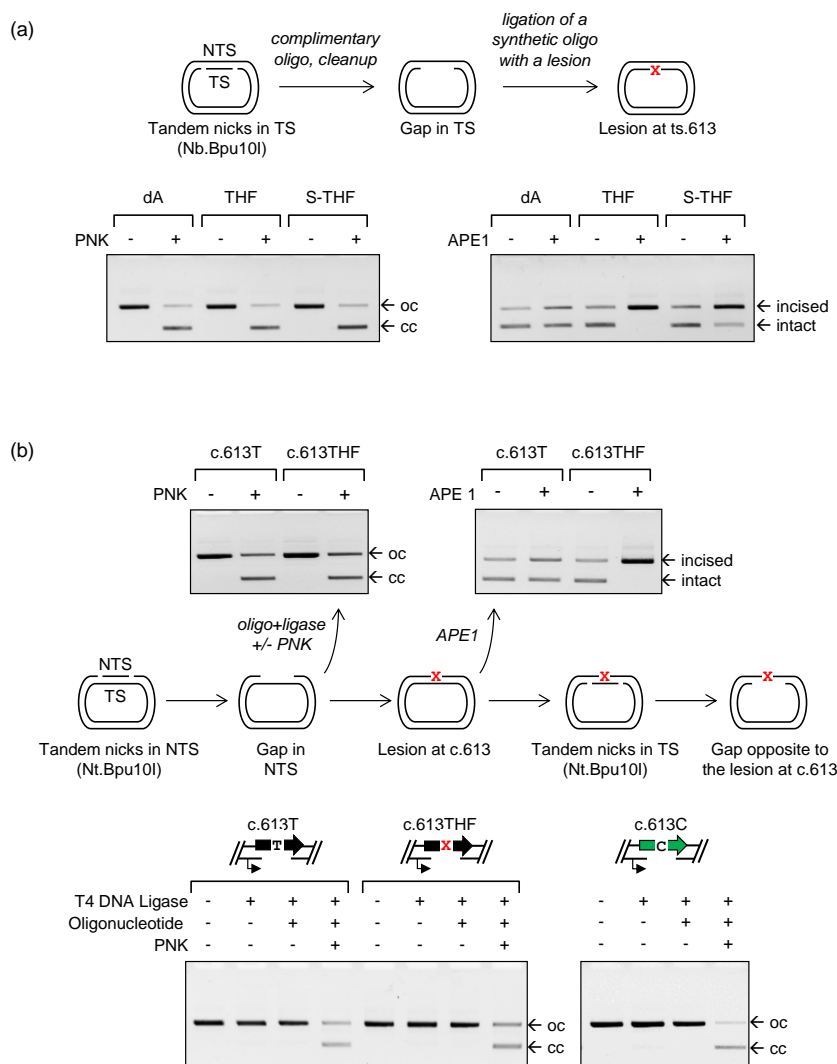 (a)
complimentary
oligo, cleanup
ligation of a
synthetic oligo
with a lesion
NTS
TS
X
Tandem nicks in TS
(Nb.Bpu10I)
Gap in TS
Lesion at ts.613
dA THF S-THF
PNK - + - + - +
oc
cc
dA THF S-THF
APE1 - + - + - +
incised
intact
(b)
c.613T c.613THF
PNK - + - +
oc
cc
c.613T c.613THF
APE 1 - + - +
incised
intact
oligo+ligase
+/- PNK
APE1
NTS
TS
X X X
Tandem nicks in NTS
(Nt.Bpu10I)
Gap in
NTS
Lesion at c.613
Tandem nicks in TS
(Nt.Bpu10I)
Gap opposite to
the lesion at c.613
c.613T c.613THF c.613C
T X C
T4 DNA Ligase - + + + - + + + - + + +
Oligonucleotide - - + + - - + + - - + +
PNK - - - + - - - + - - - +
oc
cc
oc
cc